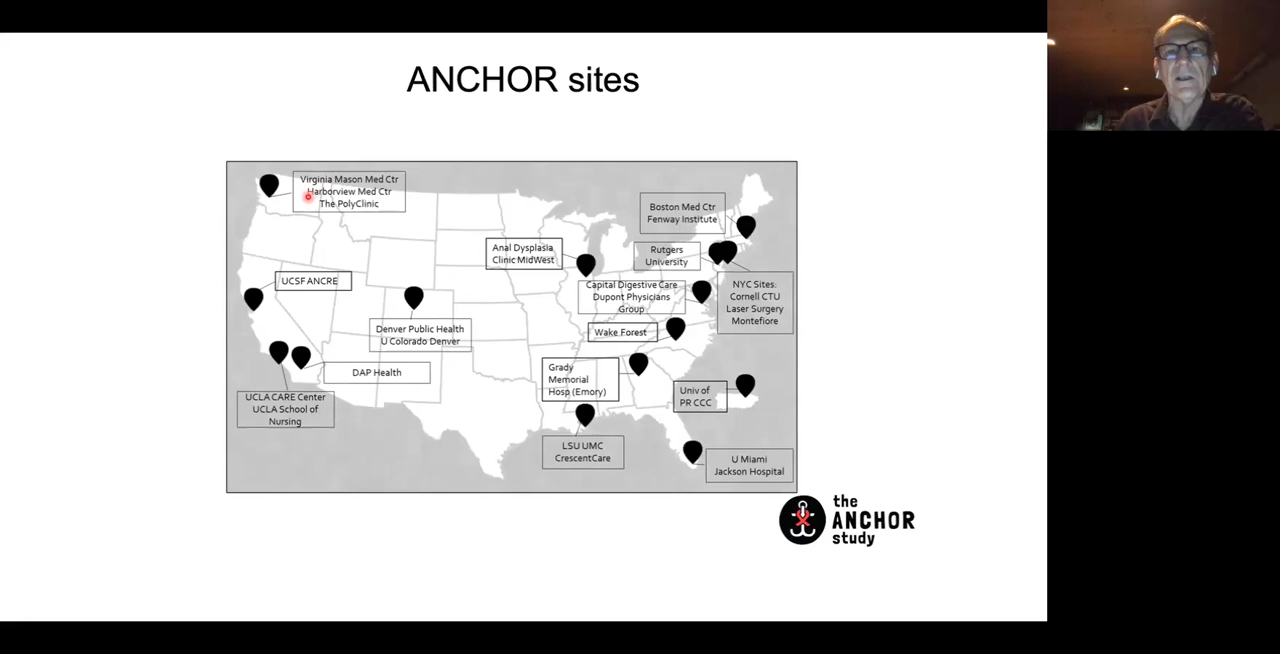 ANCHOR sites
Virginia Mason Med Ctr
Harborview Med Ctr
The PolyClinic
Boston Med Ctr
Fenway Institute
Anal Dysplasia
Clinic MidWest
Rutgers
University
UCSF ANCRE
Capital Digestive Care
Dupont Physicians
Group
NYC Sites:
Cornell CTU
Laser Surgery
Montefiore
Denver Public Health
U Colorado Denver
Wake Forest
DAP Health
Grady
Memorial
Hosp (Emory)
Univ of
PR CCC
UCLA CARE Center
UCLA School of
Nursing
LSU UMC
CrescentCare
U Miami
Jackson Hospital
the
ANCHOR
study